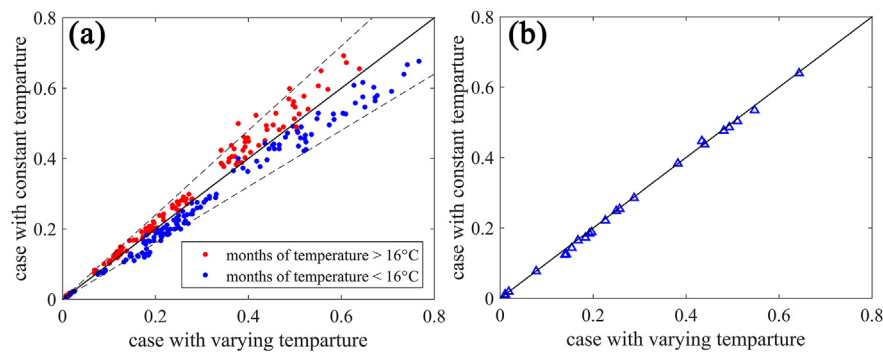 (a)
0.8
0.6
0.4
0.2
0
case with constant temparture
0
0.2
0.4
0.6
0.8
case with varying temparture
months of temperature > 16°C
months of temperature < 16°C
(b)
0.8
0.6
0.4
0.2
0
case with constant temparture
0
0.2
0.4
0.6
0.8
case with varying temparture